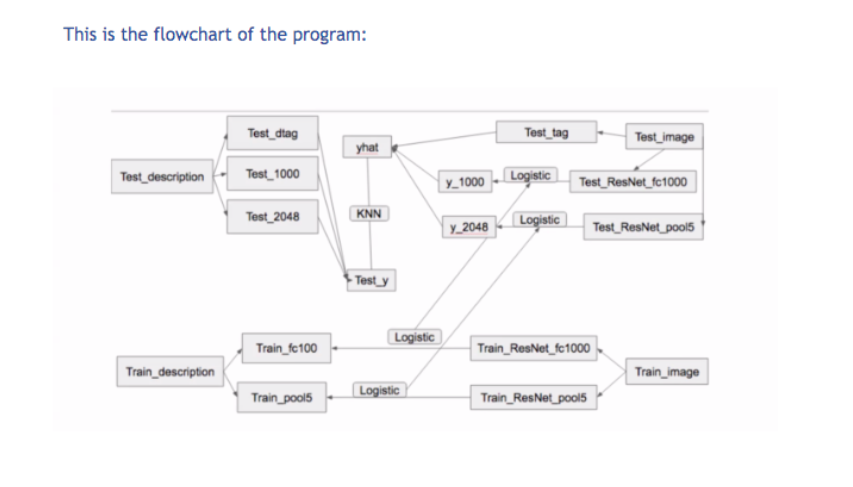 This is the flowchart of the program:
Test_dtag
Test_tag
Test_image
yhat
Test_description
Test_1000
y_1000
Logistic
Test_ResNet_fc1000
Test_2048
KNN
y_2048
Logistic
Test_ResNet_pool5
Test_y
Logistic
Train_fc100
Train_ResNet_fc1000
Train_description
Train_image
Train_pool5
Logistic
Train_ResNet_pool5